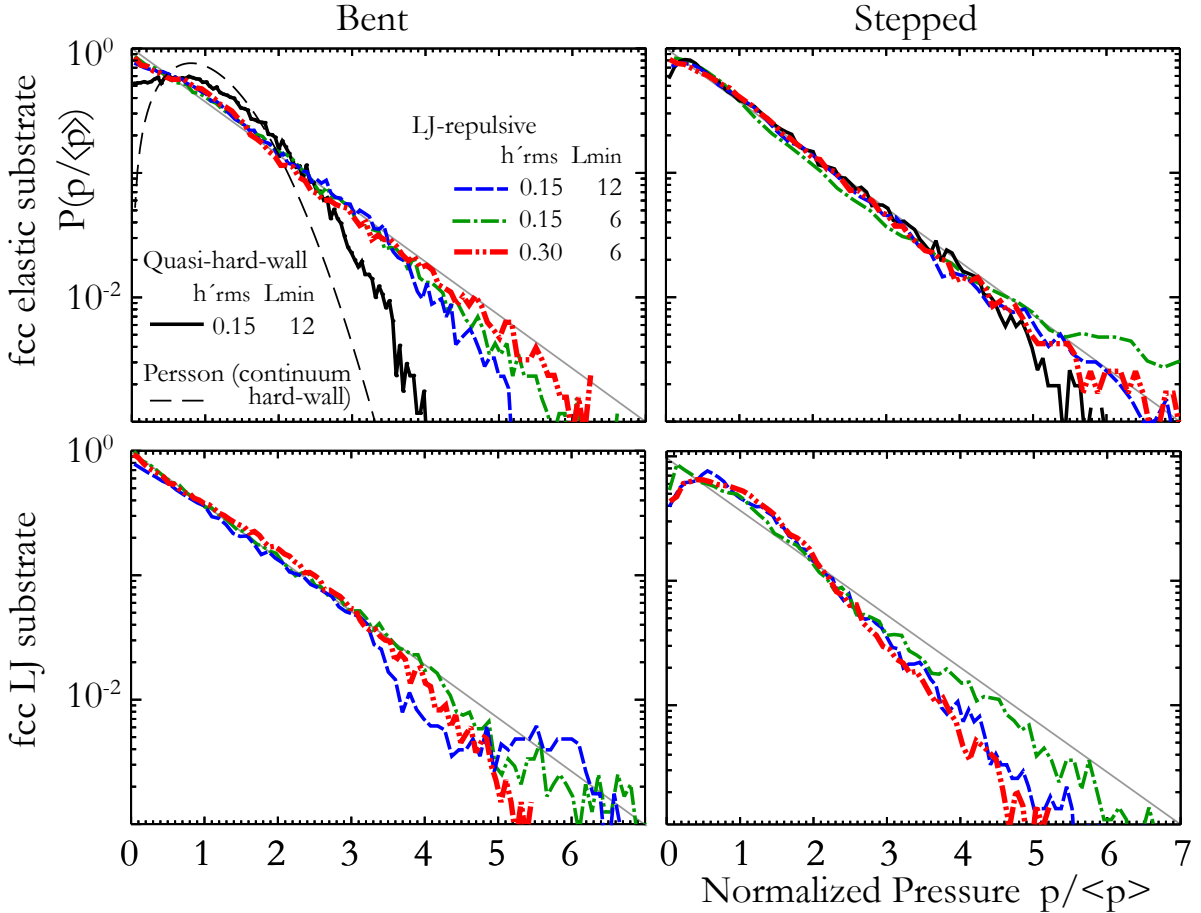 Bent
Stepped
fcc elastic substrate
P(p/<p>)
10^0
10^-2
LJ-repulsive
h´rms Lmin
0.15 12
0.15 6
0.30 6
Quasi-hard-wall
h´rms Lmin
0.15 12
Persson (continuum
hard-wall)
fcc LJ substrate
10^0
10^-2
0 1 2 3 4 5 6
0 1 2 3 4 5 6 7
Normalized Pressure p/<p>